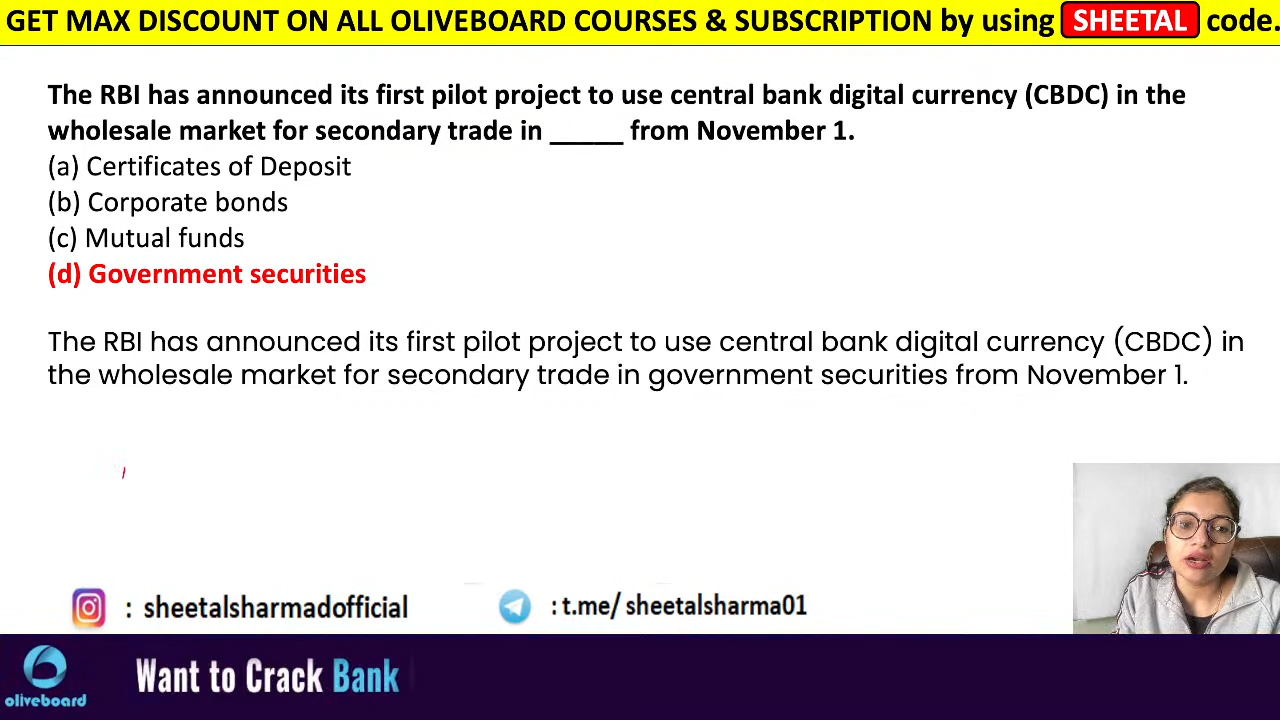 GET MAX DISCOUNT ON ALL OLIVEBOARD COURSES & SUBSCRIPTION by using SHEETAL code.
The RBI has announced its first pilot project to use central bank digital currency (CBDC) in the
wholesale market for secondary trade in _____ from November 1.
(a) Certificates of Deposit
(b) Corporate bonds
(c) Mutual funds
(d) Government securities
The RBI has announced its first pilot project to use central bank digital currency (CBDC) in
the wholesale market for secondary trade in government securities from November 1.
: sheetalsharmadofficial
: t.me/ sheetalsharma01
oliveboard
Want to Crack Bank